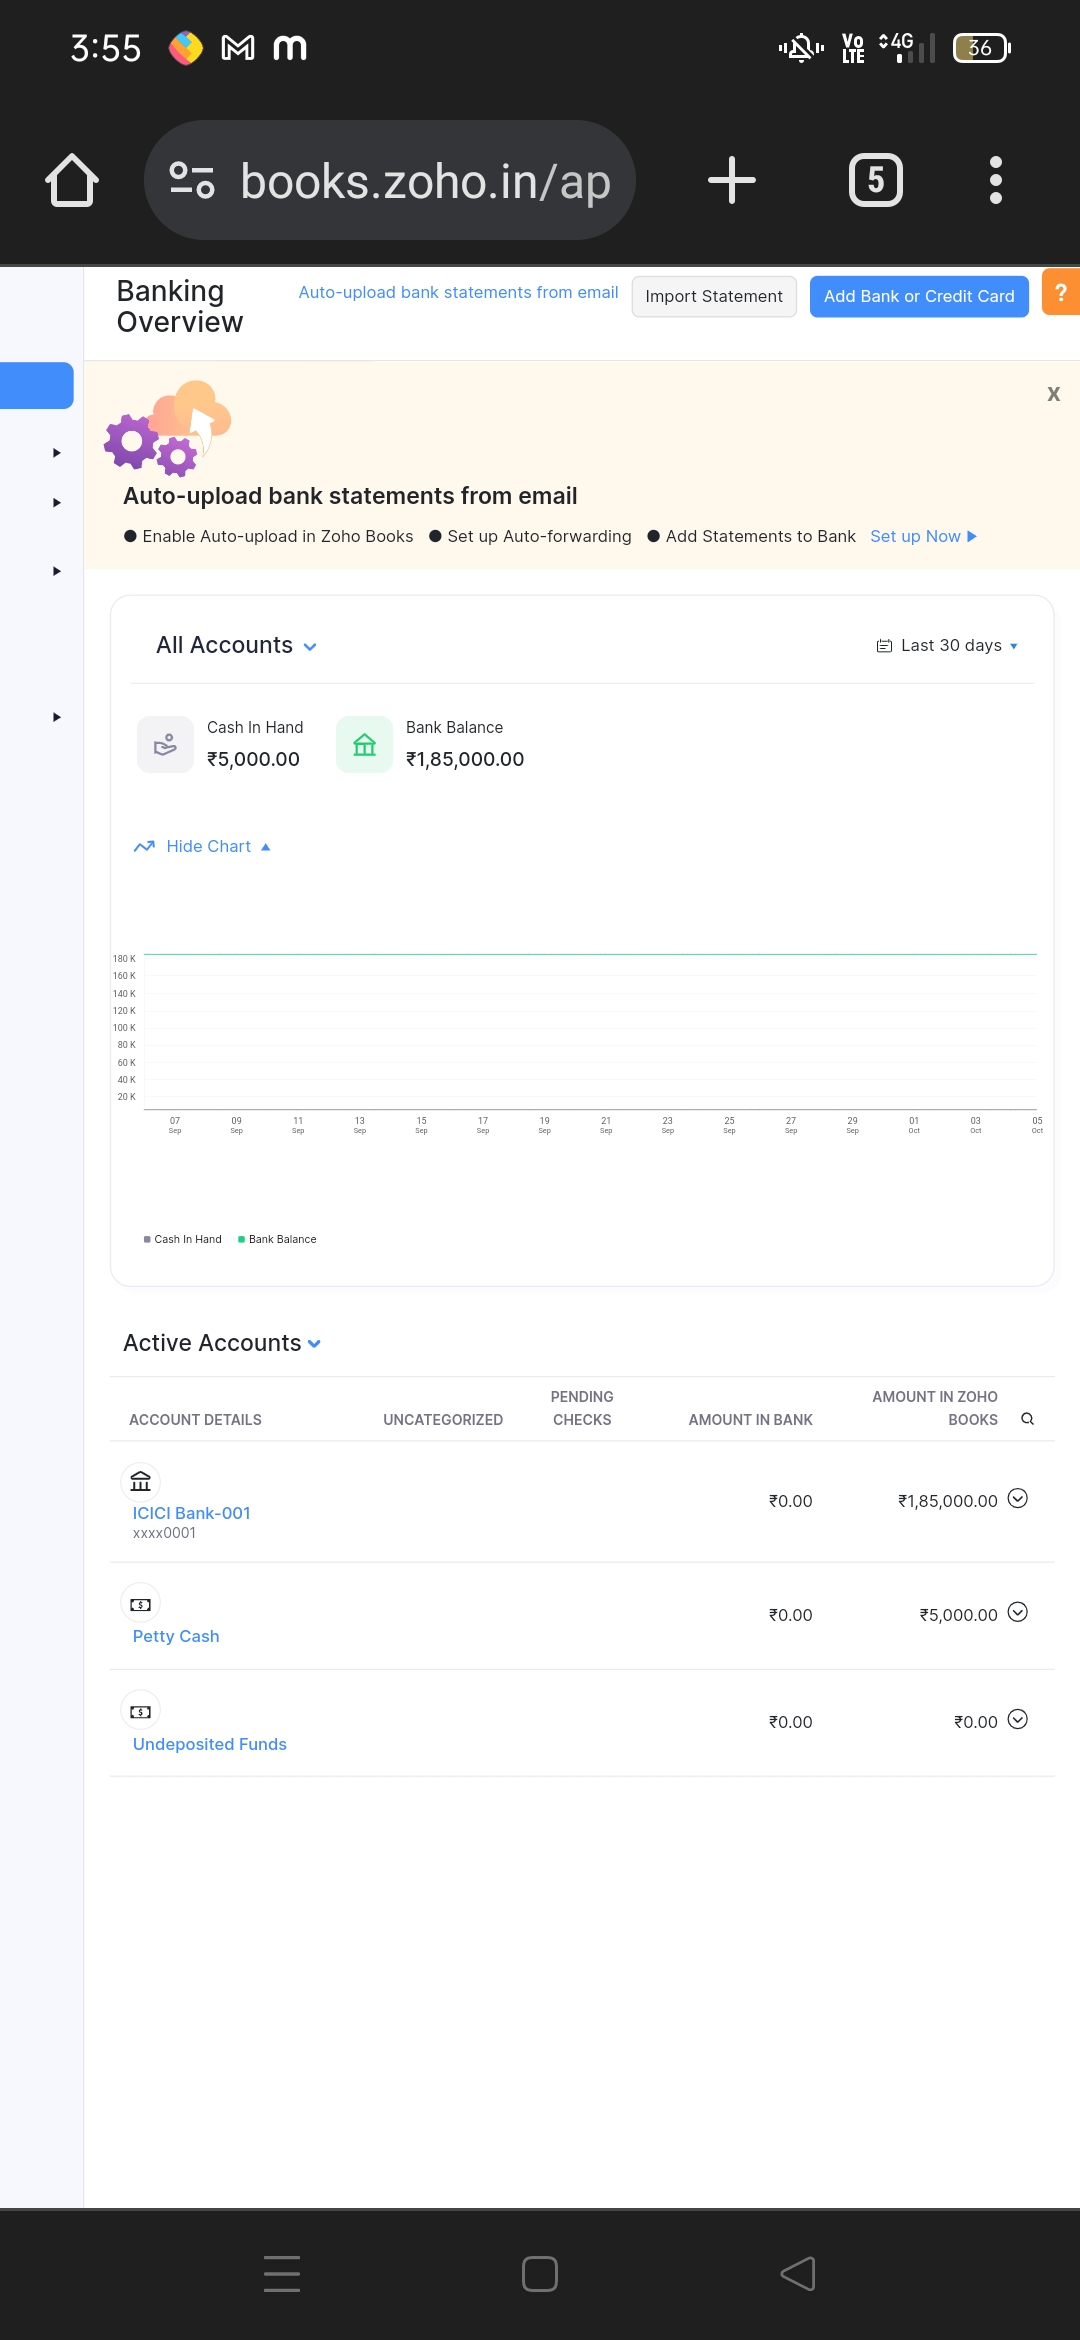 3:55
Vo LTE 4G 36
books.zoho.in/ap
5
Banking
Overview
Auto-upload bank statements from email
Import Statement
Add Bank or Credit Card
?
X
Auto-upload bank statements from email
Enable Auto-upload in Zoho Books
Set up Auto-forwarding
Add Statements to Bank
Set up Now
All Accounts
Last 30 days
Cash In Hand
₹5,000.00
Bank Balance
₹1,85,000.00
Hide Chart
180 K
160 K
140 K
120 K
100 K
80 K
60 K
40 K
20 K
07 09 11 13 15 17 19 21 23 25 27 29 01 03 05
Sep Sep Sep Sep Sep Sep Sep Sep Sep Sep Sep Sep Oct Oct Oct
Cash In Hand Bank Balance
Active Accounts
ACCOUNT DETAILS
UNCATEGORIZED
PENDING
CHECKS
AMOUNT IN BANK
AMOUNT IN ZOHO
BOOKS
ICICI Bank-001
xxxx0001
₹0.00
₹1,85,000.00
Petty Cash
₹0.00
₹5,000.00
Undeposited Funds
₹0.00
₹0.00